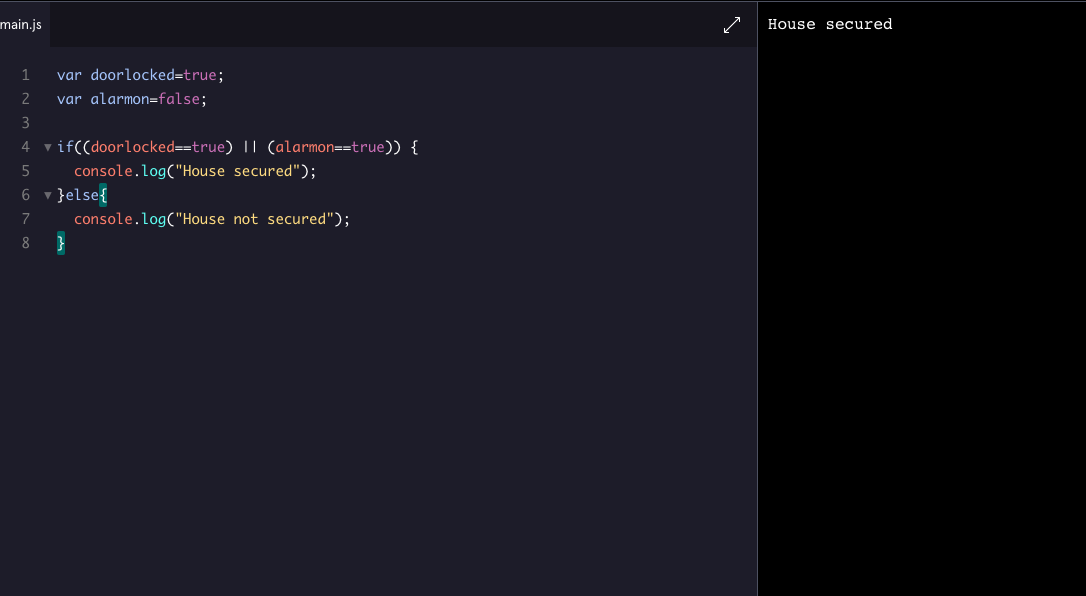 main.js
1 var doorlocked=true;
2 var alarmon=false;
3
4 if((doorlocked==true) || (alarmon==true)) {
5   console.log("House secured");
6 }else{
7   console.log("House not secured");
8 }
House secured